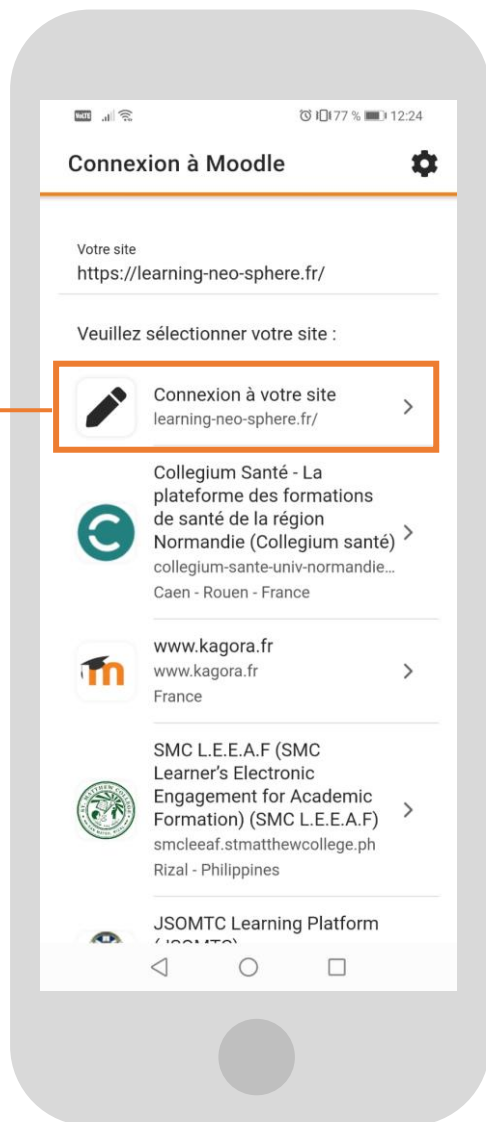 VoLTE 77 % 12:24
Connexion à Moodle
Votre site
https://learning-neo-sphere.fr/
Veuillez sélectionner votre site :
Connexion à votre site
learning-neo-sphere.fr/
Collegium Santé - La
plateforme des formations
de santé de la région
Normandie (Collegium santé)
collegium-sante-univ-normandie...
Caen - Rouen - France
www.kagora.fr
www.kagora.fr
France
SMC L.E.E.A.F (SMC
Learner's Electronic
Engagement for Academic
Formation) (SMC L.E.E.A.F)
smcleeaf.stmatthewcollege.ph
Rizal - Philippines
JSOMTC Learning Platform
(JSOMTC)